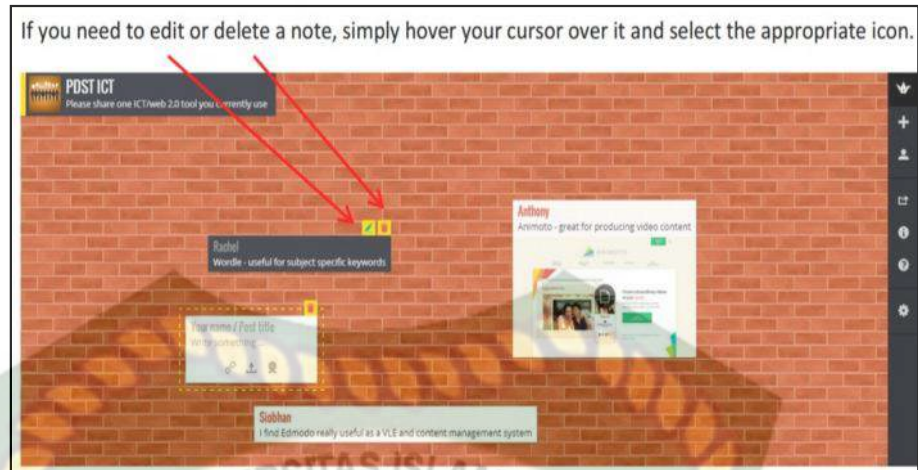 If you need to edit or delete a note, simply hover your cursor over it and select the appropriate icon.
PDST ICT
Please share one ICT/web 2.0 tool you currently use
Anthony
Animoto - great for producing video content
Rachel
Wordle - useful for subject specific keywords
Your name / Post title
Write something...
Siobhan
I find Edmodo really useful as a VLE and content management system